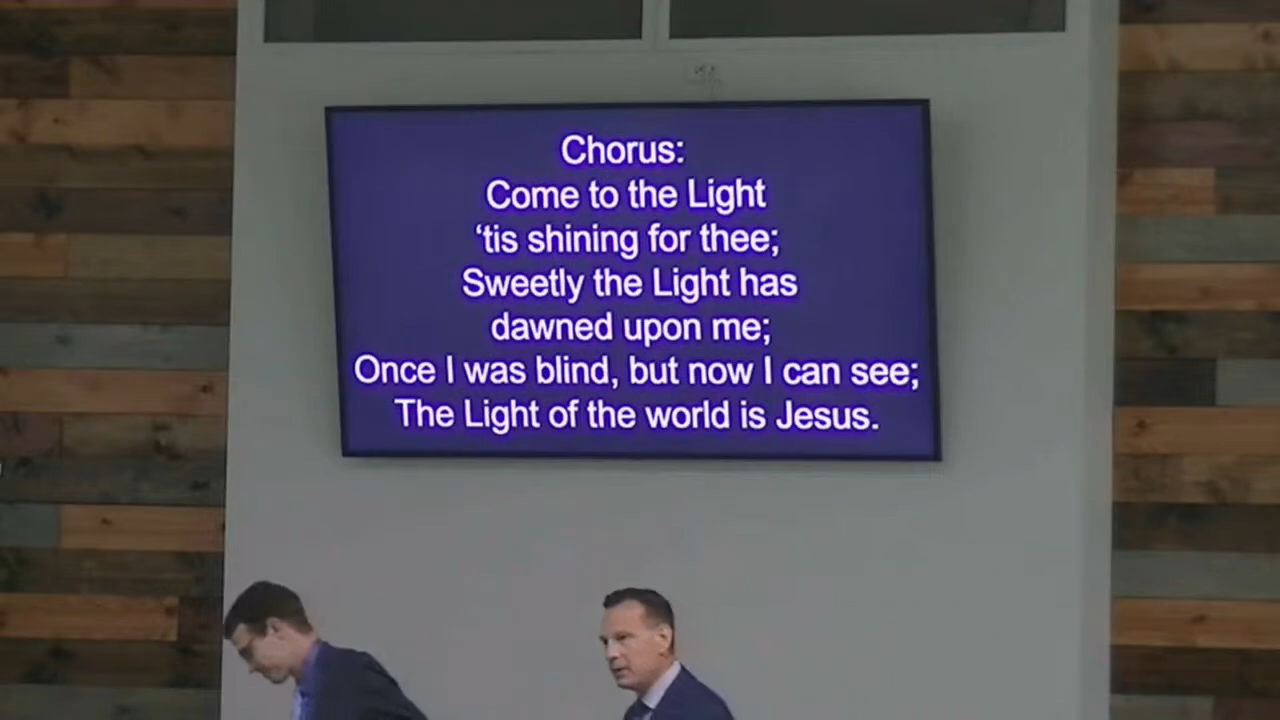 Chorus:
Come to the Light
‘tis shining for thee;
Sweetly the Light has
dawned upon me;
Once I was blind, but now I can see;
The Light of the world is Jesus.